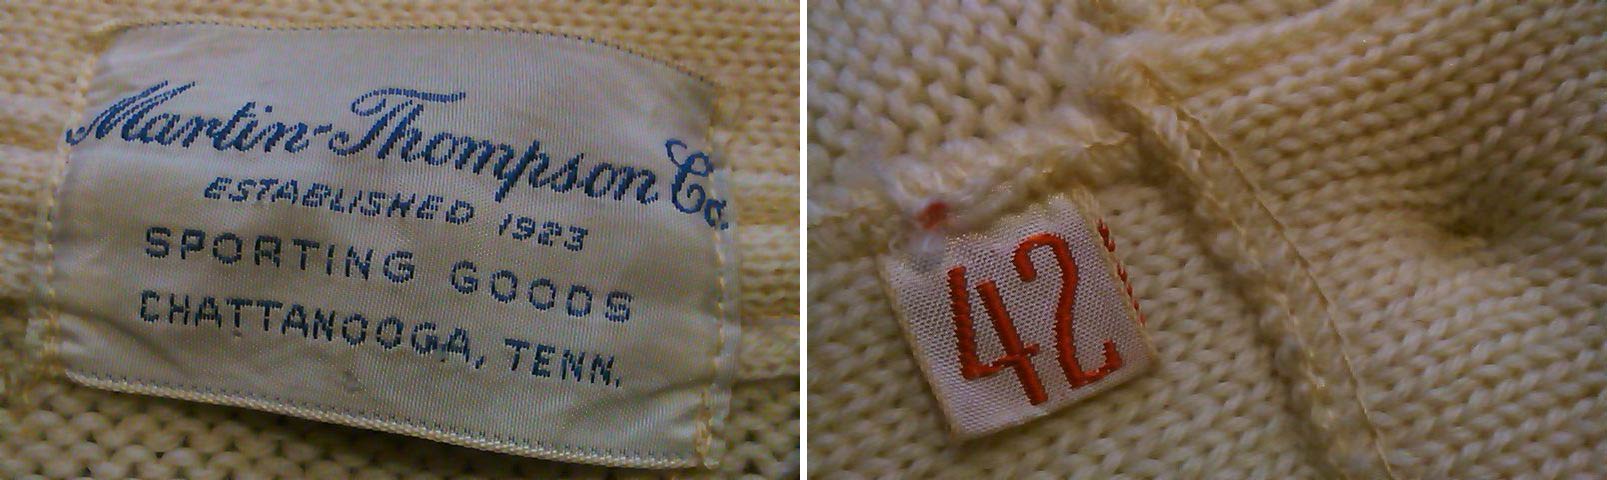 Martin-Thompson Co.
ESTABLISHED 1923
SPORTING GOODS
CHATTANOOGA, TENN.
42